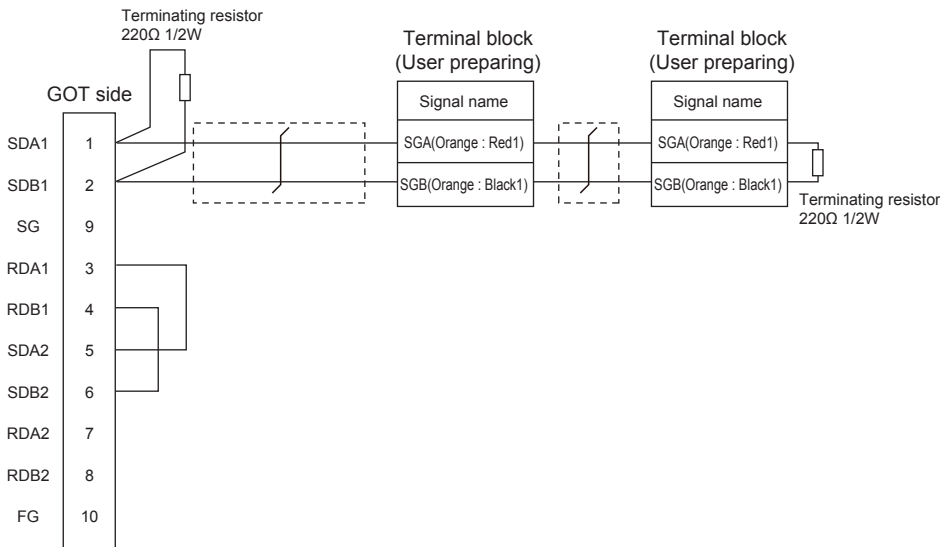 Terminating resistor
220Ω 1/2W
GOT side
Terminal block
(User preparing)
Terminal block
(User preparing)
Signal name
Signal name
SDA1 1
SGA(Orange : Red1)
SGA(Orange : Red1)
SDB1 2
SGB(Orange : Black1)
SGB(Orange : Black1)
Terminating resistor
220Ω 1/2W
SG 9
RDA1 3
RDB1 4
SDA2 5
SDB2 6
RDA2 7
RDB2 8
FG 10